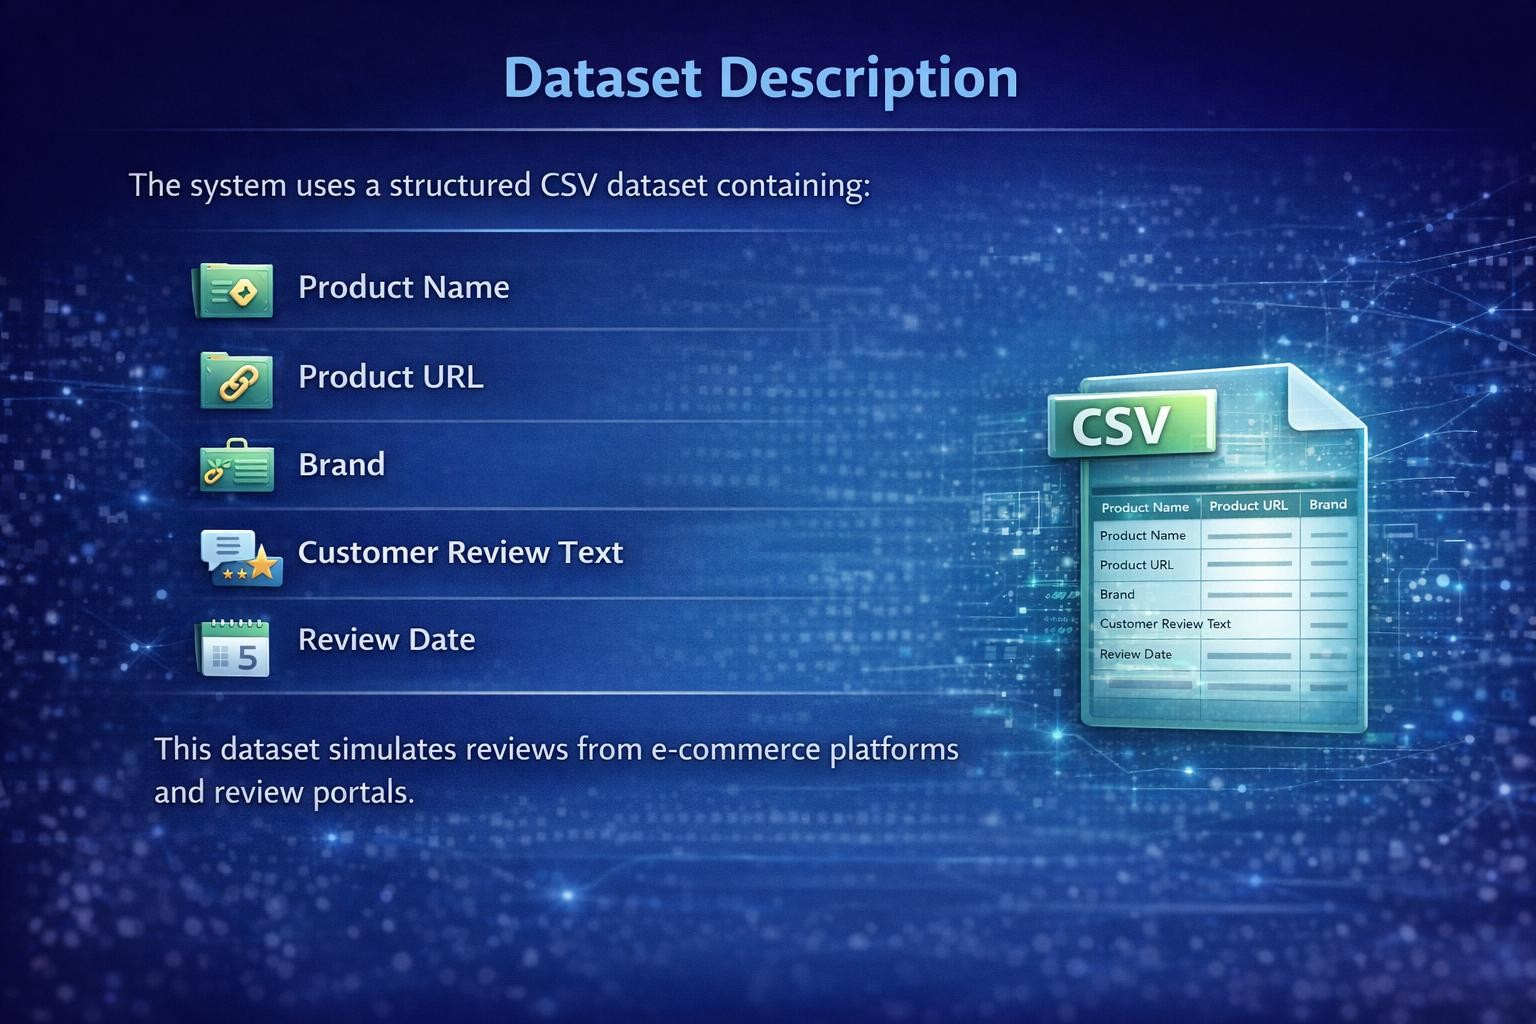 Dataset Description
The system uses a structured CSV dataset containing:
Product Name
Product URL
Brand
Customer Review Text
5
Review Date
This dataset simulates reviews from e-commerce platforms
and review portals.
CSV
Product Name Product URL Brand
Product Name
Product URL
Brand
Customer Review Text
Review Date